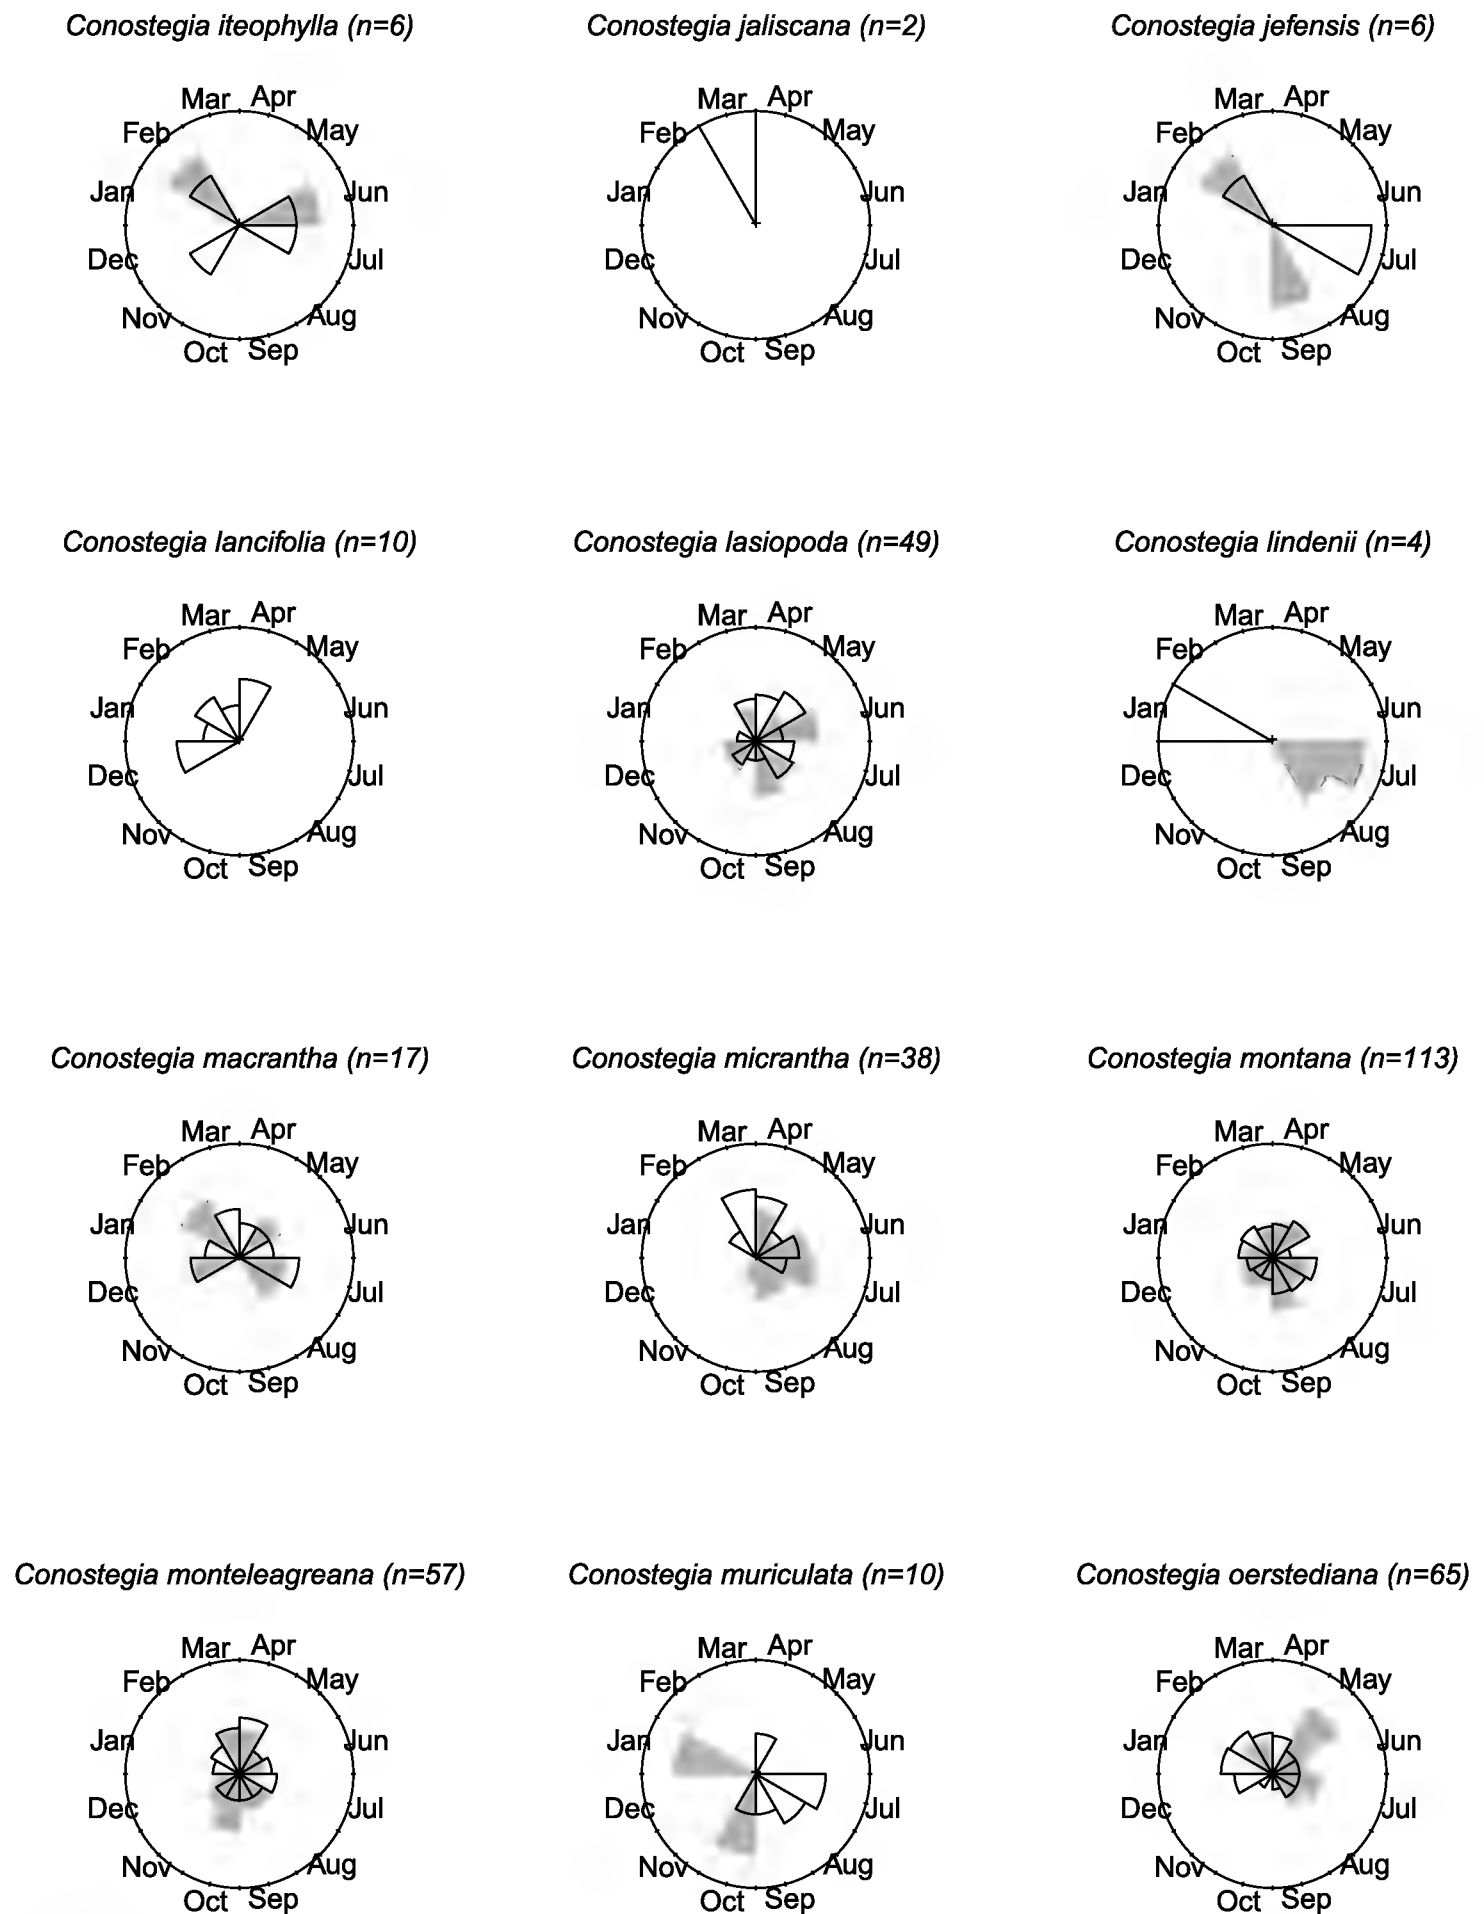 Conostegia iteophylla (n=6) Conostegia jaliscana (n=2) Conostegia jefensis (n=6)
Mar Apr Mar Apr Mar Apr
Feb May Feb May Feb May
Jan Jun Jan Jun Jan Jun
Dec Jul Dec Jul Dec Jul
Nov Aug Nov Aug Nov Aug
Oct Sep Oct Sep Oct Sep
Conostegia lancifolia (n=10) Conostegia lasiopoda (n=49) Conostegia lindenii (n=4)
Mar Apr Mar Apr Mar Apr
Feb May Feb May Feb May
Jan Jun Jan Jun Jan Jun
Dec Jul Dec Jul Dec Jul
Nov Aug Nov Aug Nov Aug
Oct Sep Oct Sep Oct Sep
Conostegia macrantha (n=17) Conostegia micrantha (n=38) Conostegia montana (n=113)
Mar Apr Mar Apr Mar Apr
Feb May Feb May Feb May
Jan Jun Jan Jun Jan Jun
Dec Jul Dec Jul Dec Jul
Nov Aug Nov Aug Nov Aug
Oct Sep Oct Sep Oct Sep
Conostegia monteleagreana (n=57) Conostegia muriculata (n=10) Conostegia oerstediana (n=65)
Mar Apr Mar Apr Mar Apr
Feb May Feb May Feb May
Jan Jun Jan Jun Jan Jun
Dec Jul Dec Jul Dec Jul
Nov Aug Nov Aug Nov Aug
Oct Sep Oct Sep Oct Sep